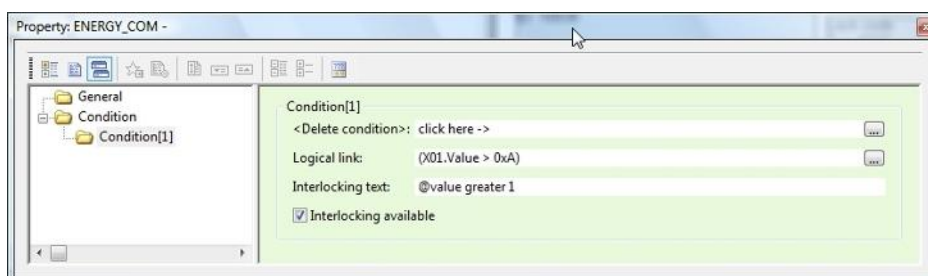 Property: ENERGY_COM -
General
Condition
Condition[1]
Condition[1]
<Delete condition>: click here ->
...
Logical link: (X01.Value > 0xA)
...
Interlocking text: @value greater 1
Interlocking available